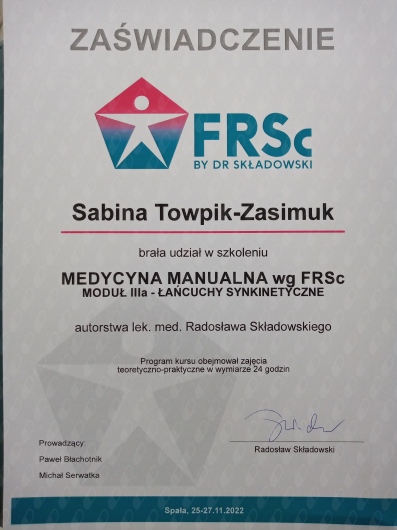 ZAŚWIADCZENIE
FRSc
BY DR SKŁADOWSKI
Sabina Towpik-Zasimuk
brała udział w szkoleniu
MEDYCYNA MANUALNA wg FRSc
MODUŁ IIIa - ŁAŃCUCHY SYNKINETYCZNE
autorstwa lek. med. Radosława Składowskiego
Program kursu obejmował zajęcia
teoretyczno-praktyczne w wymiarze 24 godzin
Prowadzący:
Paweł Błachotnik
Michał Serwatka
Radosław Składowski
Spała, 25-27.11.2022